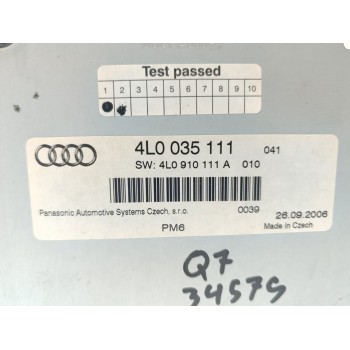 Test passed
1 2 3 4 5 6 7 8 9 10
4L0 035 111 041
SW: 4L0 910 111 A 010
Panasonic Automotive Systems Czech, s.r.o. 0039 26.09.2006
PM6 Made in Czech
Q7
34575